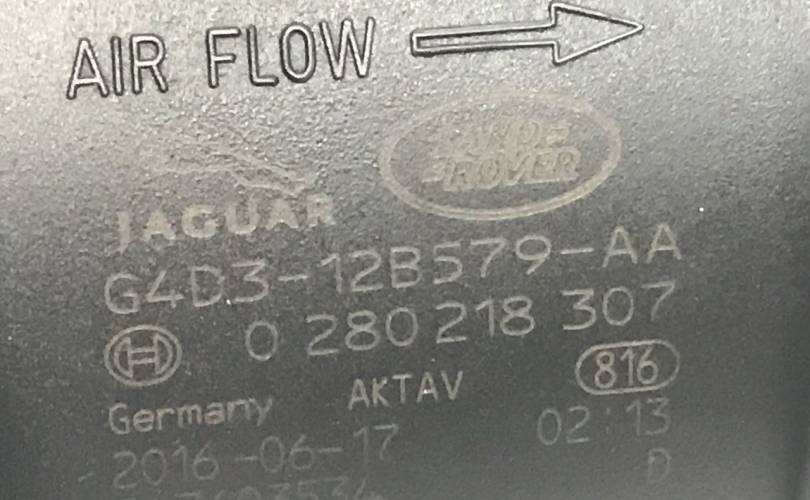 AIR FLOW
LAND ROVER
JAGUAR
G4D3-12B579-AA
0 280 218 307
Germany AKTAV 816
2016-06-17 02:13
D